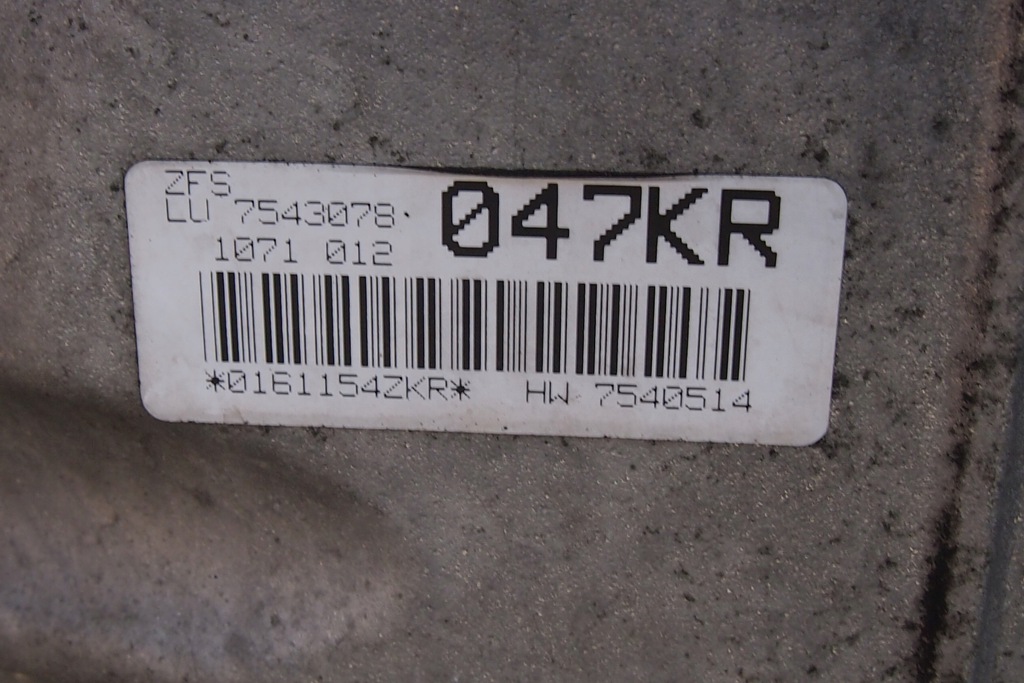 ZFS
LU 7543078
047KR
1071 012
*01611542KR* HW 7540514